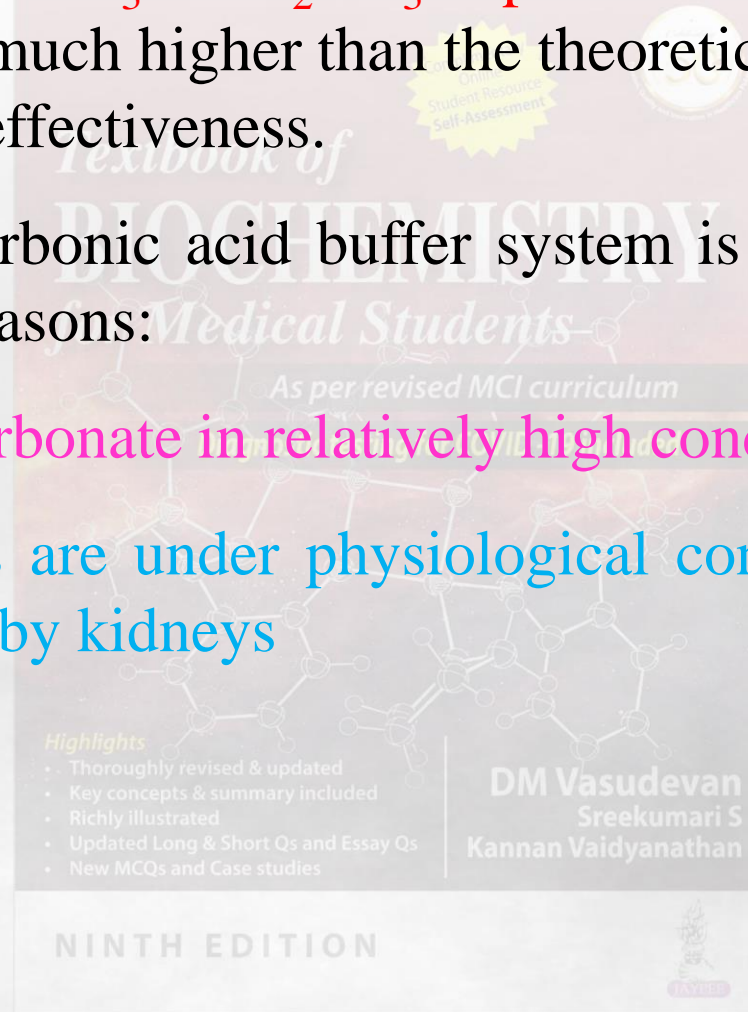 much higher than the theoretic
effectiveness.
rbonic acid buffer system is
asons:
rbonate in relatively high conc
s are under physiological con
by kidneys
Online
Student Resource
Self-Assessment
Textbook of
BIOCHEMISTRY
for Medical Students
As per revised MCI curriculum
Highlights
• Thoroughly revised & updated
• Key concepts & summary included
• Richly illustrated
• Updated Long & Short Qs and Essay Qs
• New MCQs and Case studies
DM Vasudevan
Sreekumari S
Kannan Vaidyanathan
NINTH EDITION
JAYPEE